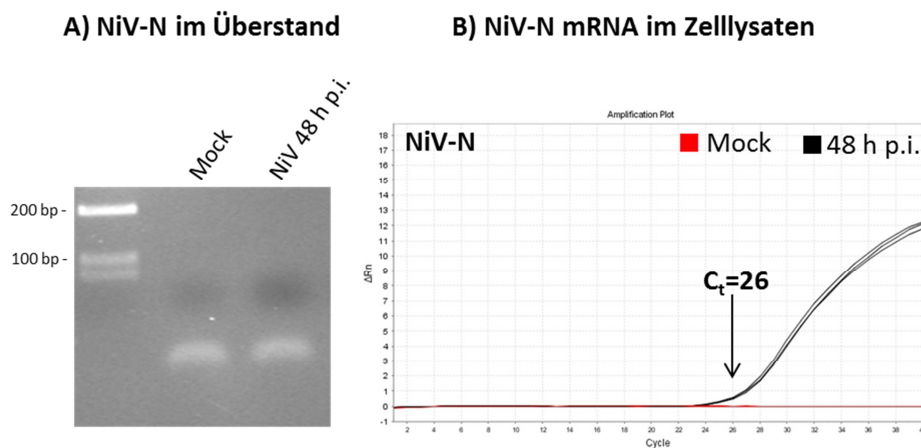 A) NiV-N im Überstand
B) NiV-N mRNA im Zelllysaten
Mock
NiV 48 h p.i.
200 bp -
100 bp -
Amplification Plot
NiV-N
Mock
48 h p.i.
Ct=26
ΔRn
18
17
16
15
14
13
12
11
10
9
8
7
6
5
4
3
2
1
0
-1
2 4 6 8 10 12 14 16 18 20 22 24 26 28 30 32 34 36 38
Cycle